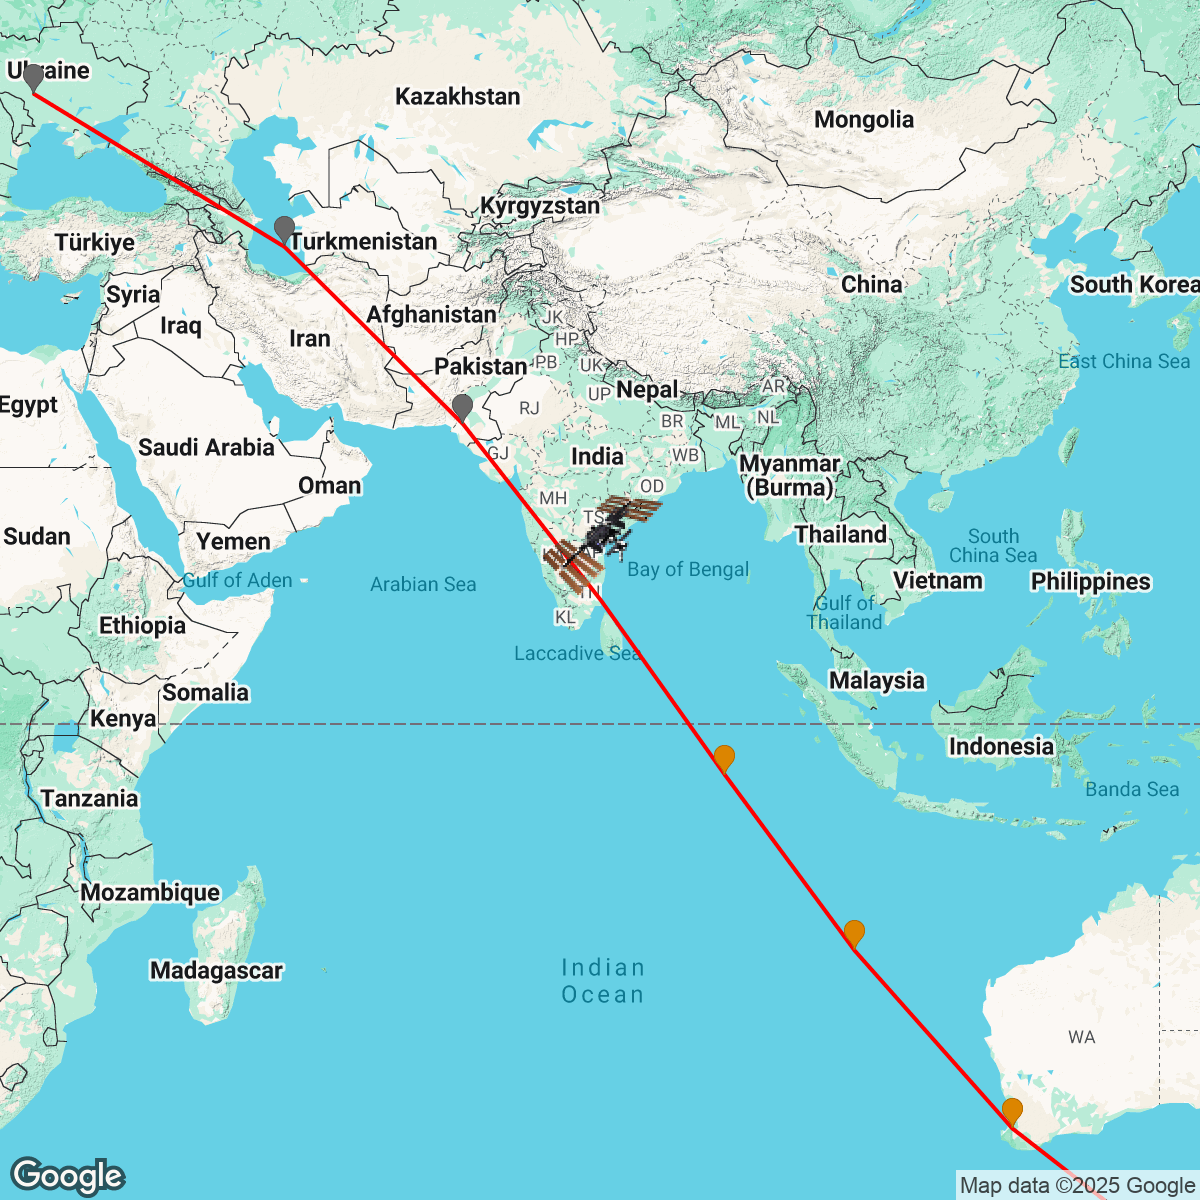 Ukraine
Kazakhstan
Mongolia
Kyrgyzstan
Türkiye
Turkmenistan
Syria
China
South Korea
Afghanistan
JK
Iraq
Iran
HP
East China Sea
PB
UK
Pakistan
Nepal
AR
UP
Egypt
RJ
NL
BR
ML
Saudi Arabia
GJ
India
WB
Myanmar
(Burma)
Oman
OD
MH
TS
Sudan
Yemen
Thailand
South
China Sea
Gulf of Aden
Arabian Sea
Bay of Bengal
Vietnam
Philippines
TN
Gulf of
Thailand
Ethiopia
KL
Laccadive Sea
Malaysia
Somalia
Kenya
Indonesia
Banda Sea
Tanzania
Mozambique
Madagascar
Indian
Ocean
WA
Google
Map data ©2025 Google